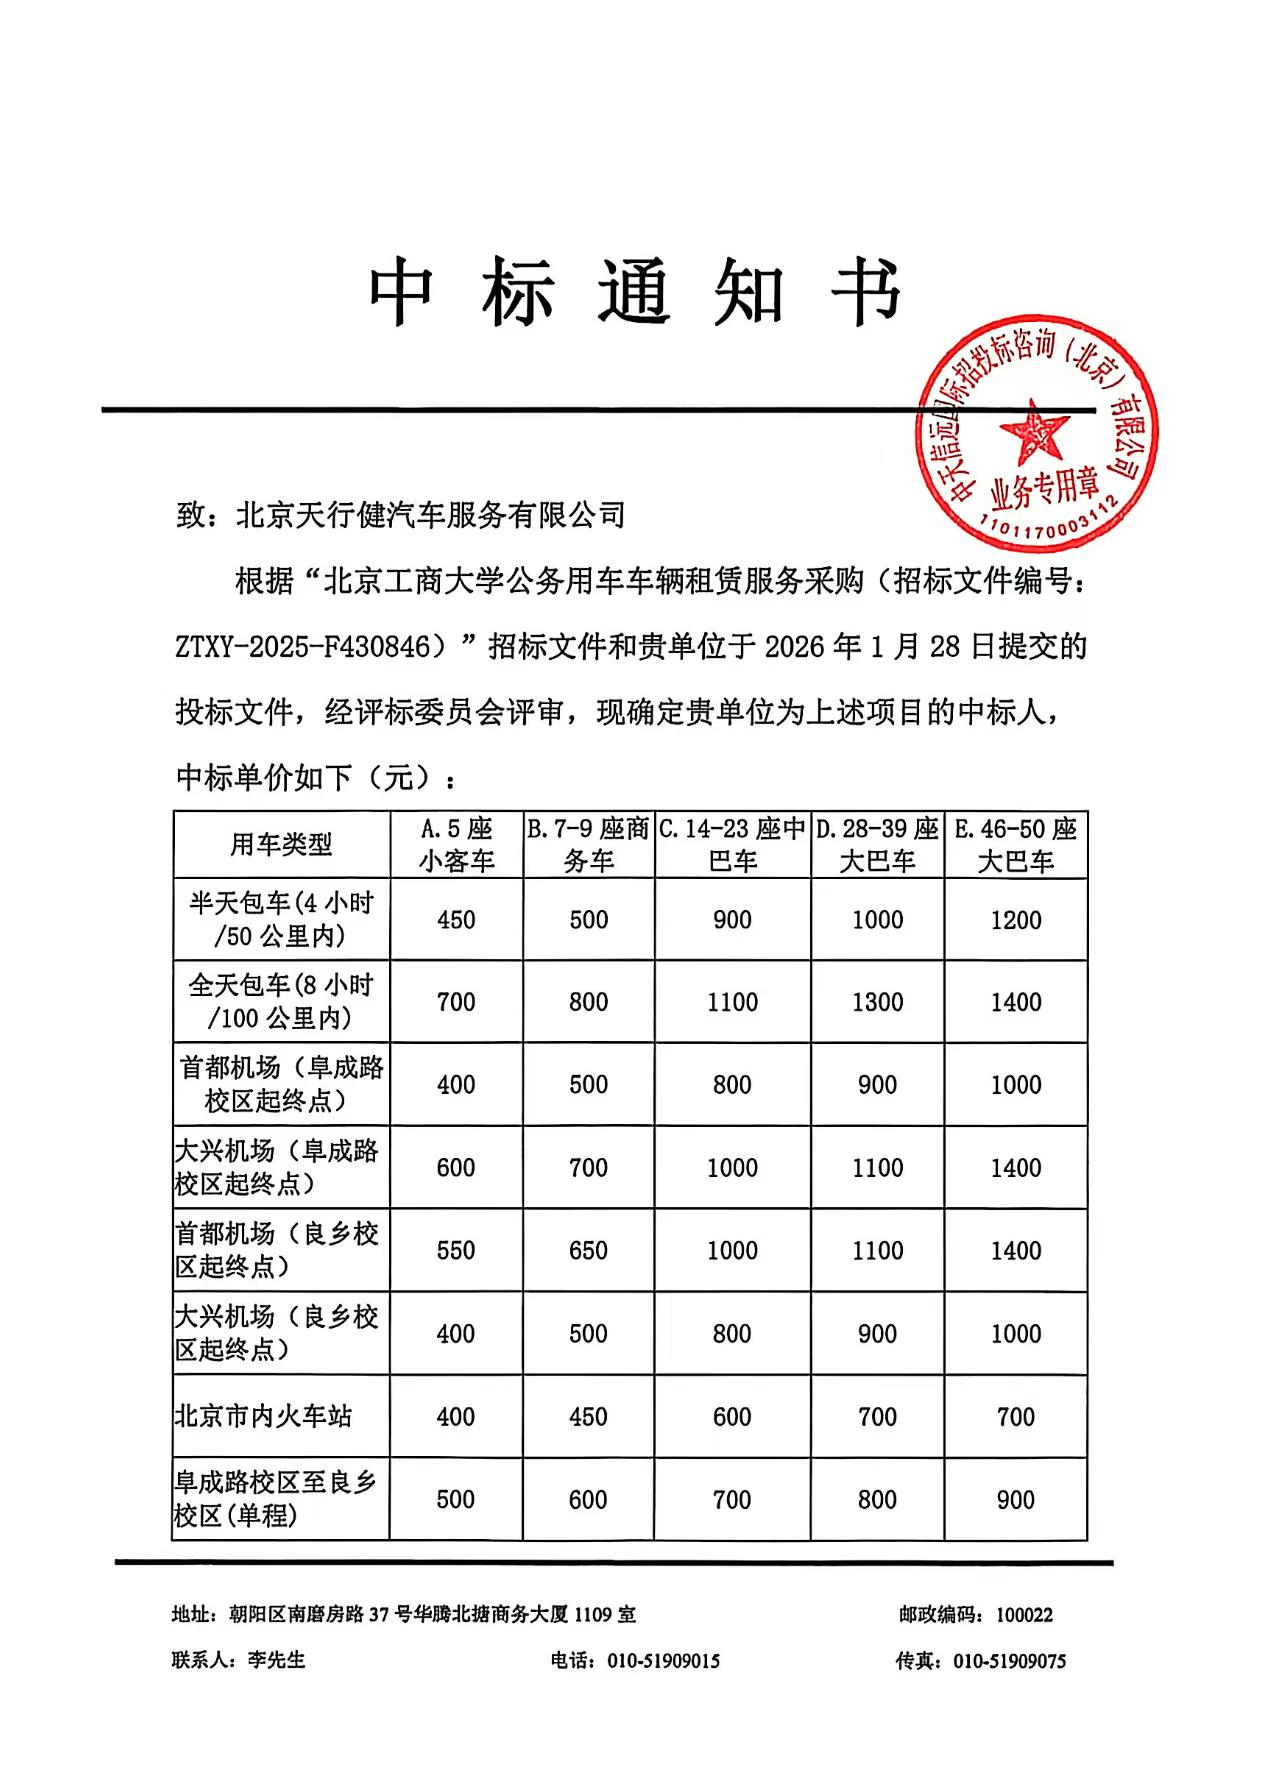 中标通知书
中天信远国际招投标咨询（北京）有限公司
业务专用章
1101170003112
致：北京天行健汽车服务有限公司
根据“北京工商大学公务用车车辆租赁服务采购（招标文件编号：
ZTXY-2025-F430846）”招标文件和贵单位于 2026 年 1 月 28 日提交的
投标文件，经评标委员会评审，现确定贵单位为上述项目的中标人，
中标单价如下（元）：
用车类型 A.5 座小客车 B.7-9 座商务车 C.14-23 座中巴车 D.28-39 座大巴车 E.46-50 座大巴车
半天包车(4 小时/50 公里内) 450 500 900 1000 1200
全天包车(8 小时/100 公里内) 700 800 1100 1300 1400
首都机场（阜成路校区起终点） 400 500 800 900 1000
大兴机场（阜成路校区起终点） 600 700 1000 1100 1400
首都机场（良乡校区起终点） 550 650 1000 1100 1400
大兴机场（良乡校区起终点） 400 500 800 900 1000
北京市内火车站 400 450 600 700 700
阜成路校区至良乡校区(单程) 500 600 700 800 900
地址：朝阳区南磨房路 37 号华腾北搪商务大厦 1109 室 邮政编码：100022
联系人：李先生 电话：010-51909015 传真：010-51909075